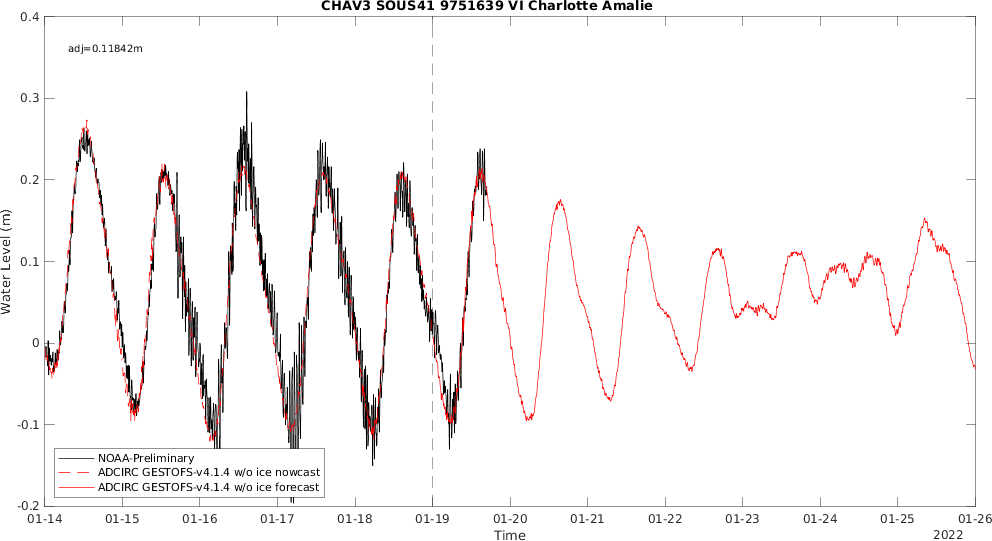 CHAV3 SOUS41 9751639 VI Charlotte Amalie
0.4
adj=0.11842m
0.3
0.2
0.1
0
-0.1
-0.2
Water Level (m)
NOAA-Preliminary
ADCIRC GESTOFS-v4.1.4 w/o ice nowcast
ADCIRC GESTOFS-v4.1.4 w/o ice forecast
01-14 01-15 01-16 01-17 01-18 01-19 01-20 01-21 01-22 01-23 01-24 01-25 01-26
Time
2022